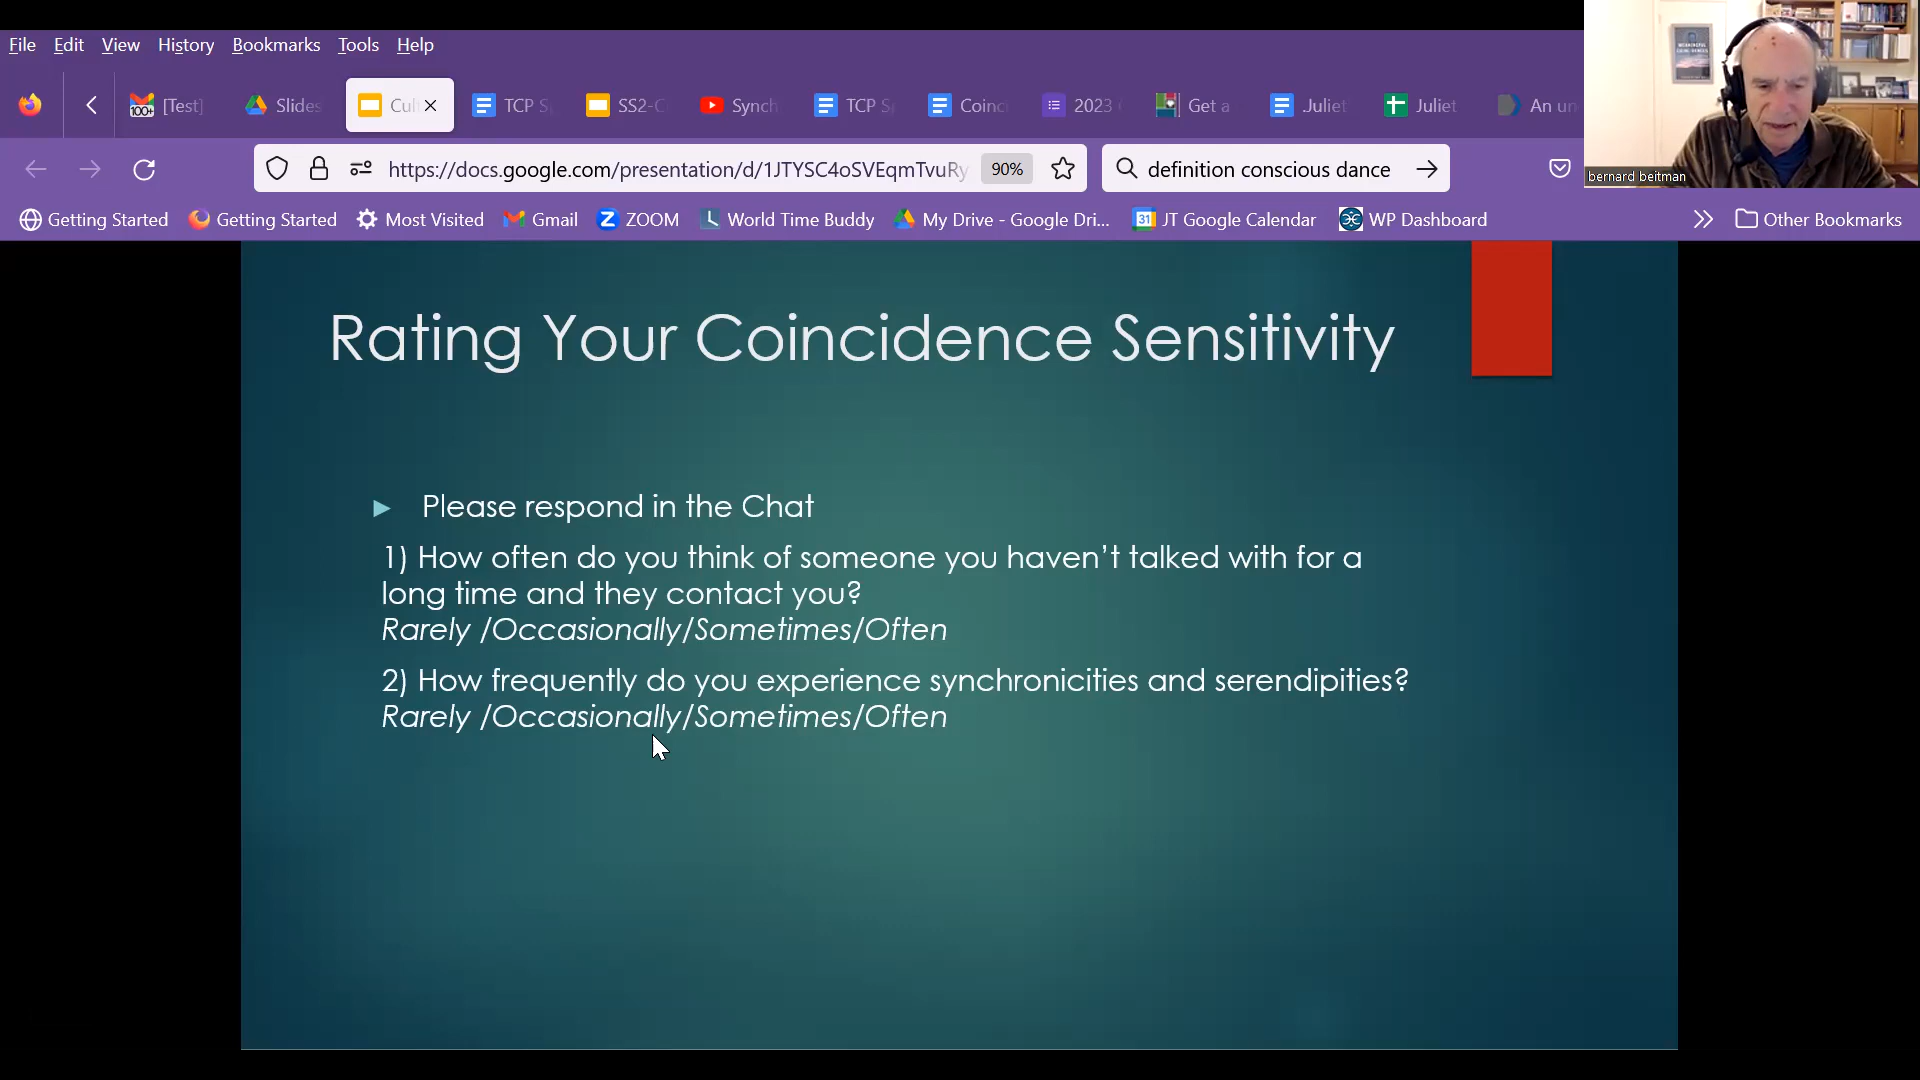 File Edit View History Bookmarks Tools Help
[Test] Slides Cul TCP S SS2-C Synch TCP S Coinc 2023 Get a .Juliet Juliet An un
https://docs.google.com/presentation/d/1JTYSC4oSVEqmTvuRy 90% definition conscious dance
Getting Started Getting Started Most Visited Gmail ZOOM World Time Buddy My Drive - Google Dri... JT Google Calendar WP Dashboard Other Bookmarks
MEANINGFUL COINCIDENCES
bernard beitman
Rating Your Coincidence Sensitivity
Please respond in the Chat
1) How often do you think of someone you haven't talked with for a
long time and they contact you?
Rarely /Occasionally/Sometimes/Often
2) How frequently do you experience synchronicities and serendipities?
Rarely /Occasionally/Sometimes/Often